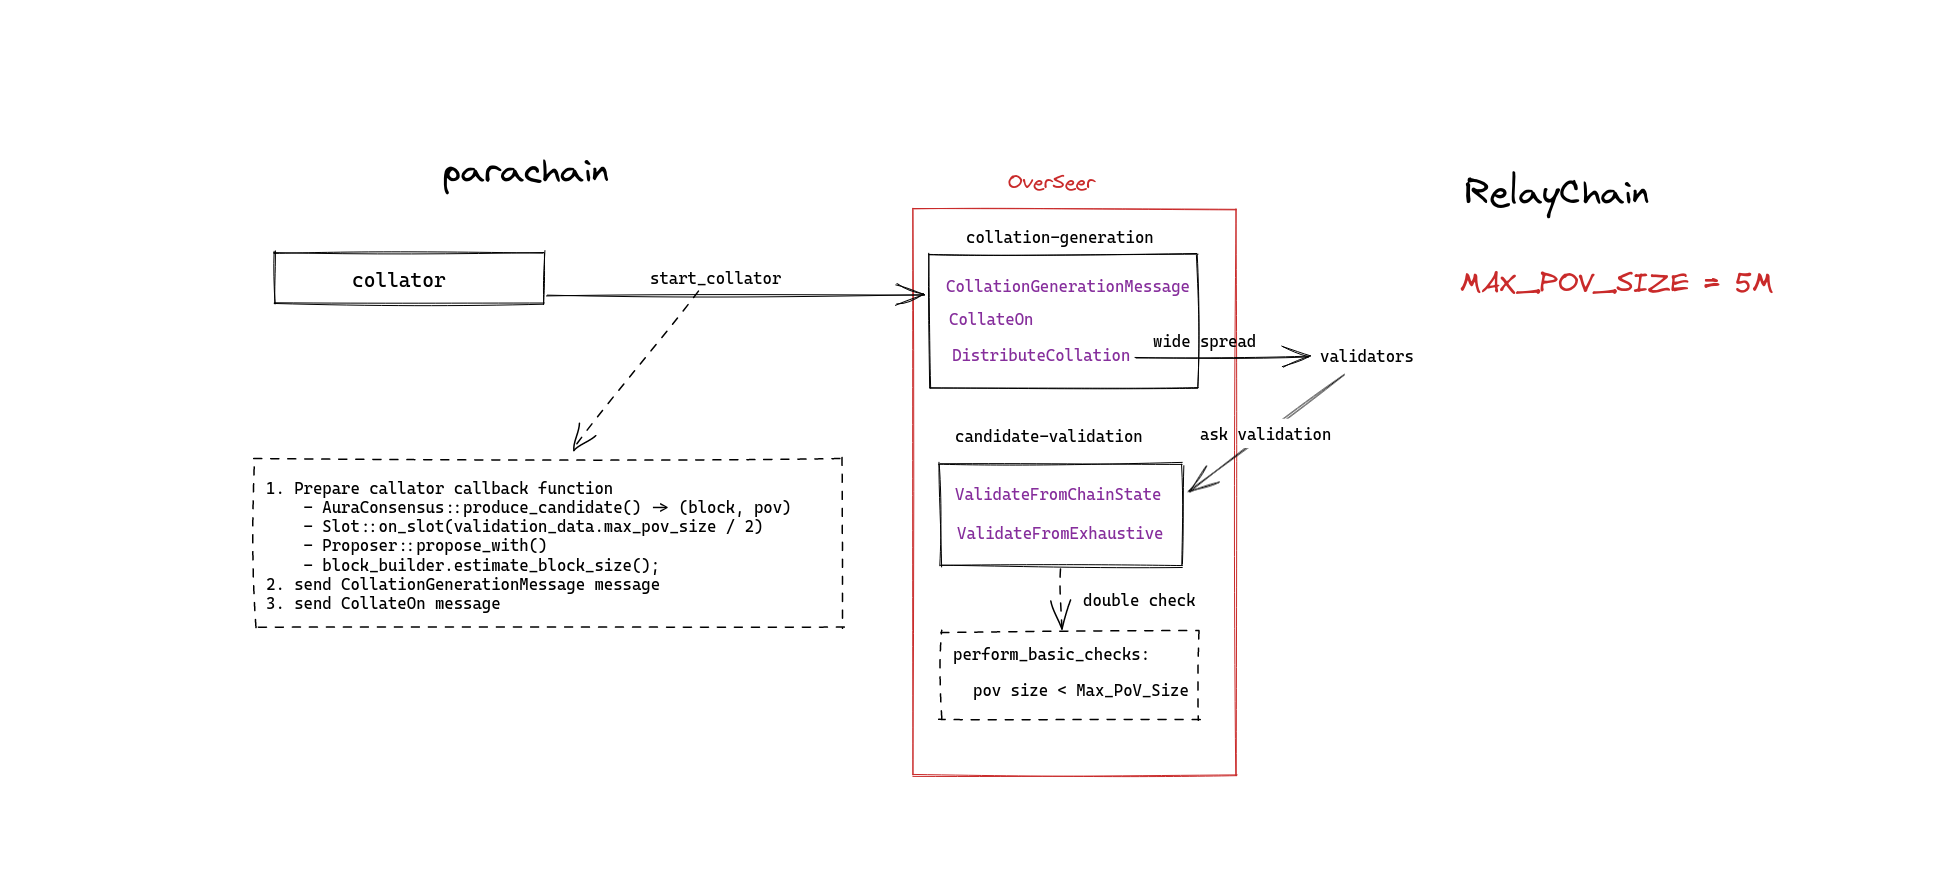 parachain
OverSeer
RelayChain
collator
start_collator
collation-generation
CollationGenerationMessage
CollateOn
DistributeCollation
wide spread
validators
MAX_POV_SIZE = 5M
candidate-validation
ask validation
ValidateFromChainState
ValidateFromExhaustive
double check
perform_basic_checks:
pov size < Max_PoV_Size
1. Prepare callator callback function
- AuraConsensus::produce_candidate() → (block, pov)
- Slot::on_slot(validation_data.max_pov_size / 2)
- Proposer::propose_with()
- block_builder.estimate_block_size();
2. send CollationGenerationMessage message
3. send CollateOn message